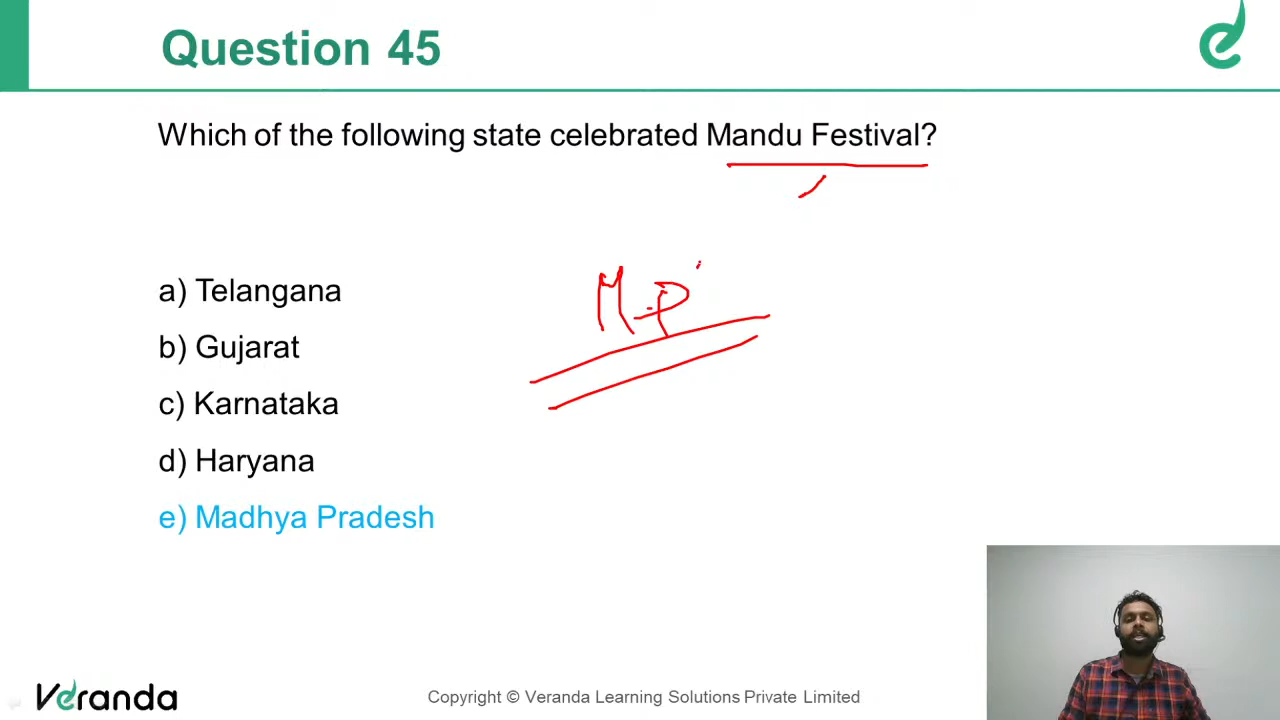 Question 45
Which of the following state celebrated Mandu Festival?
M.P
a) Telangana
b) Gujarat
c) Karnataka
d) Haryana
e) Madhya Pradesh
Veranda
Copyright © Veranda Learning Solutions Private Limited